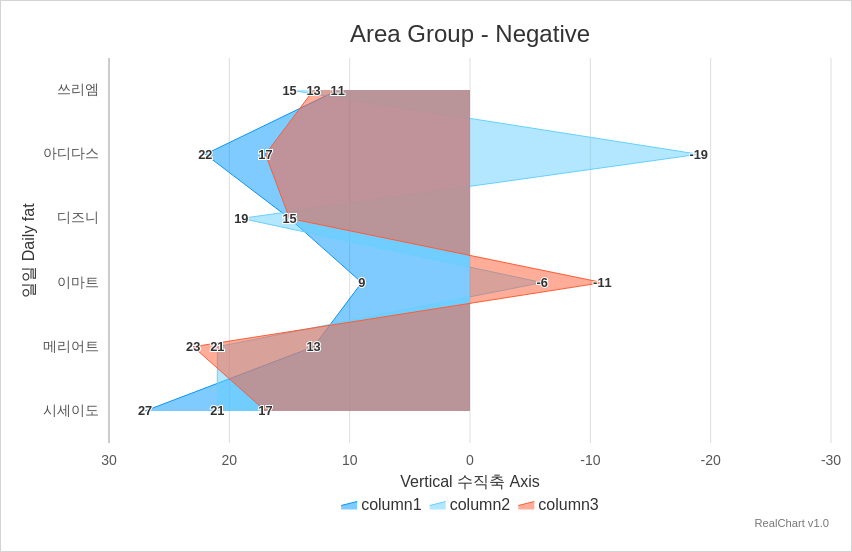 Area Group - Negative
쓰리엠
15 13 11
아디다스
22 17 -19
디즈니
19 15
일일 Daily fat
이마트
9 -6 -11
메리어트
23 21 13
시세이도
27 21 17
30 20 10 0 -10 -20 -30
Vertical 수직축 Axis
column1 column2 column3
RealChart v1.0